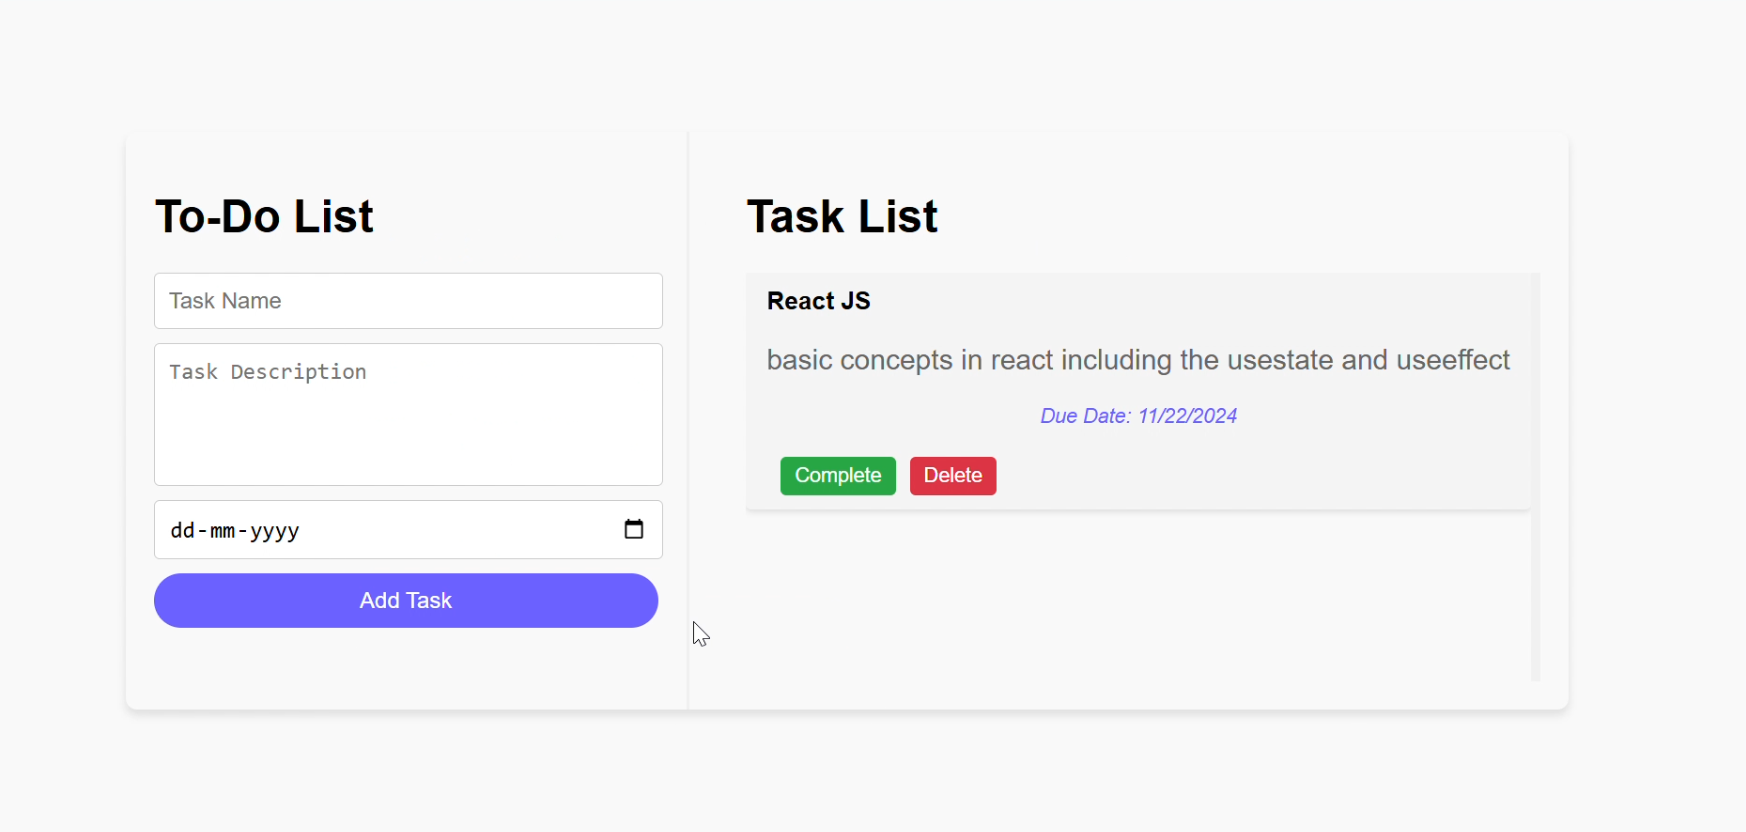 To-Do List
Task Name
Task Description
dd-mm-yyyy
Add Task
Task List
React JS
basic concepts in react including the usestate and useeffect
Due Date: 11/22/2024
Complete
Delete